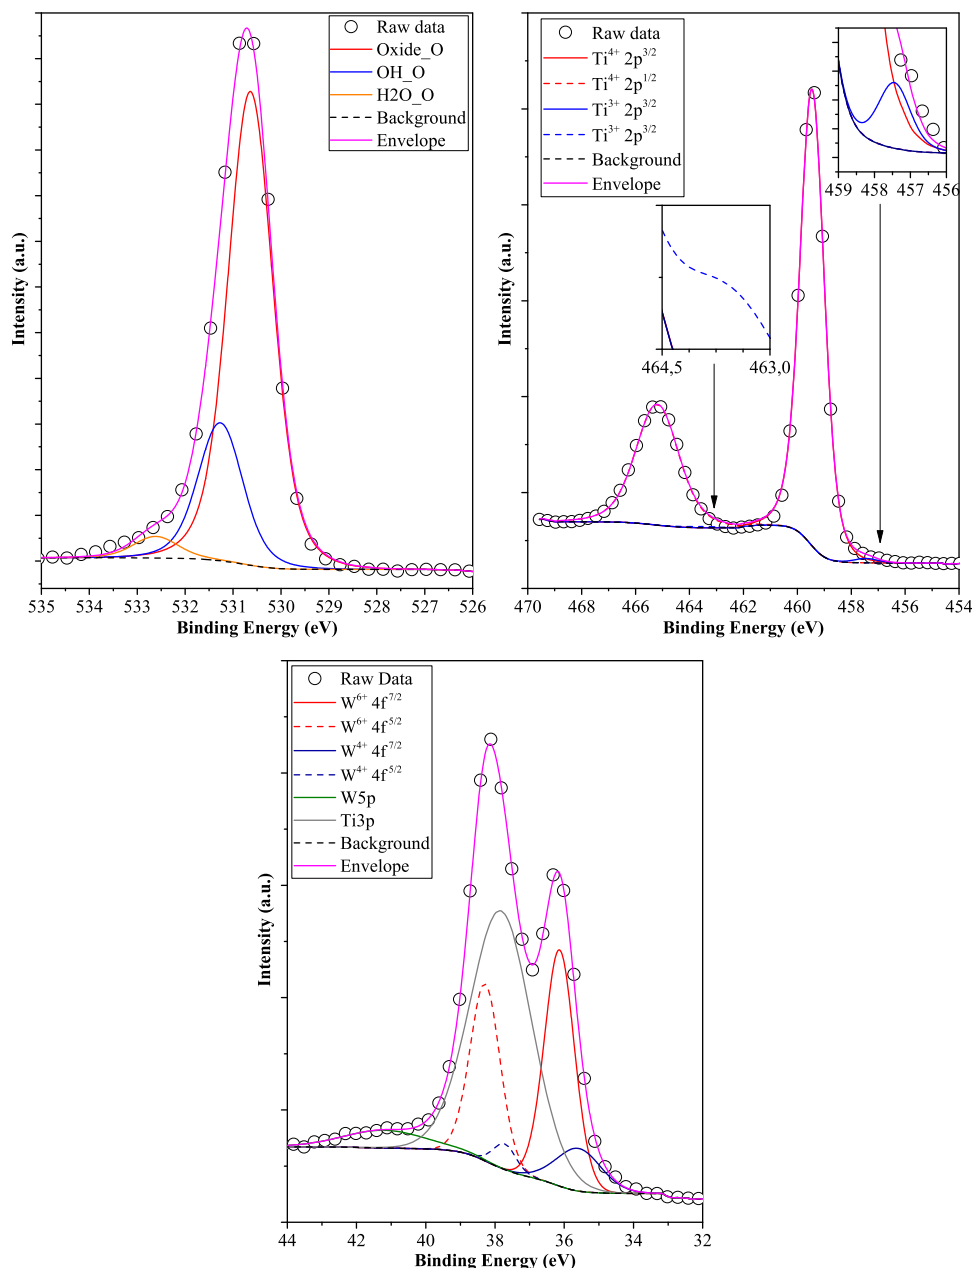 Raw data
Oxide_O
OH_O
H2O_O
Background
Envelope
Intensity (a.u.)
535 534 533 532 531 530 529 528 527 526
Binding Energy (eV)
Raw data
Ti4+ 2p3/2
Ti4+ 2p1/2
Ti3+ 2p3/2
Ti3+ 2p3/2
Background
Envelope
459 458 457 456
464,5 463,0
Intensity (a.u.)
470 468 466 464 462 460 458 456 454
Binding Energy (eV)
Raw Data
W6+ 4f7/2
W6+ 4f5/2
W4+ 4f7/2
W4+ 4f5/2
W5p
Ti3p
Background
Envelope
Intensity (a.u.)
44 42 40 38 36 34 32
Binding Energy (eV)